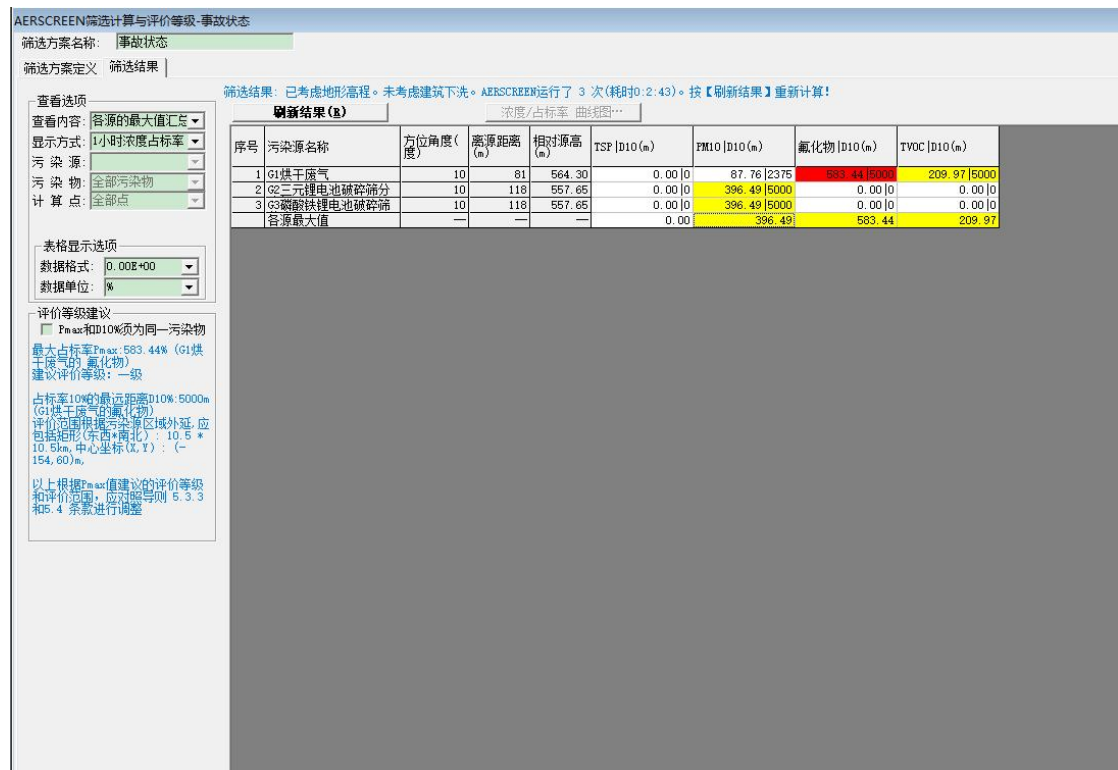 AERSCREEN筛选计算与评价等级-事故状态
筛选方案名称: 事故状态
筛选方案定义 筛选结果
筛选结果: 已考虑地形高程。未考虑建筑下洗。AERSCREEN运行了 3 次(耗时0:2:43)。按【刷新结果】重新计算!
查看选项
查看内容: 各源的最大值汇总
显示方式: 1小时浓度占标率
污 染 源:
污 染 物: 全部污染物
计 算 点: 全部点
表格显示选项
数据格式: 0.00E+00
数据单位: %
评价等级建议
Pmax和D10%须为同一污染物
最大占标率Pmax:583.44% (G1烘
干废气的 氟化物)
建议评价等级: 一级
占标率10%的最远距离D10%:5000m
(G1烘干废气的氟化物)
评价范围根据污染源区域外延,应
包括矩形(东西*南北): 10.5 *
10.5km,中心坐标(X,Y): (-
154,60)m,
以上根据Pmax值建议的评价等级
和评价范围,应对照导则 5.3.3
和5.4 条款进行调整
刷新结果(R) 浓度/占标率 曲线图…
序号 污染源名称 方位角度(度) 离源距离(m) 相对源高(m) TSP|D10(m) PM10|D10(m) 氟化物|D10(m) TVOC|D10(m)
1 G1烘干废气 10 81 564.30 0.00|0 87.76|2375 583.44|5000 209.97|5000
2 G2三元锂电池破碎筛分 10 118 557.65 0.00|0 396.49|5000 0.00|0 0.00|0
3 G3磷酸铁锂电池破碎筛 10 118 557.65 0.00|0 396.49|5000 0.00|0 0.00|0
各源最大值 — — — 0.00 396.49 583.44 209.97